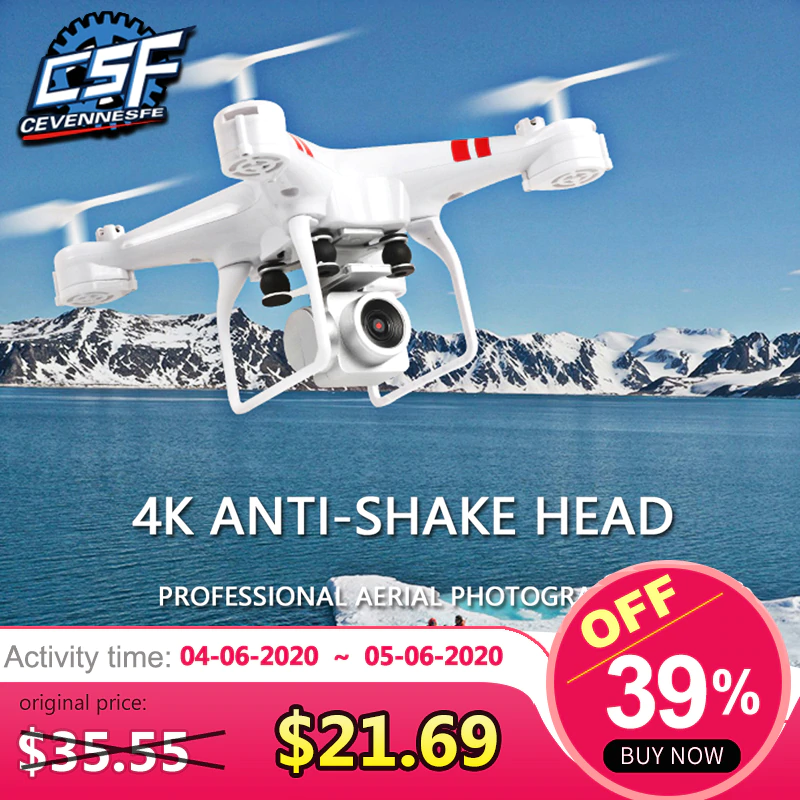 CSF
CEVENNESFE
4K ANTI-SHAKE HEAD
PROFESSIONAL AERIAL
Activity time: 04-06-2020 ~ 05-06-2020
original price:
$35.55
$21.69
OFF
39%
BUY NOW